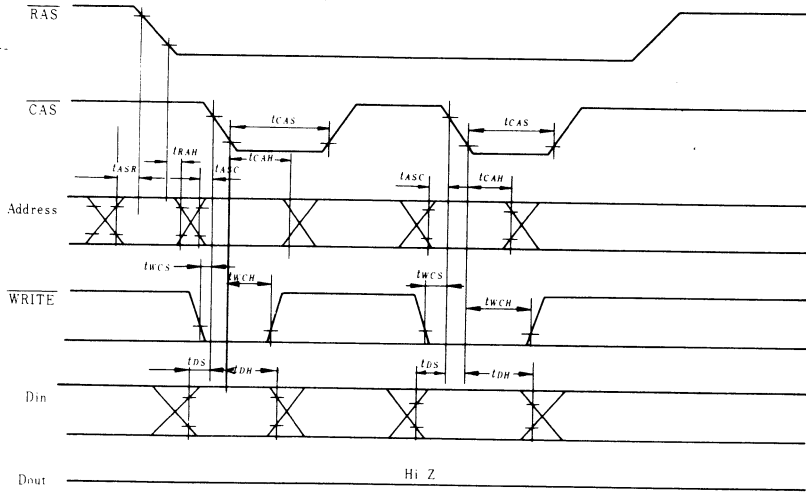 RAS
CAS
tCAS
tCAS
tRAH
tASR
tASC
tCAH
tASC
tCAH
Address
tWCS
tWCH
tWCS
tWCH
WRITE
tDS
tDH
tDS
tDH
Din
Hi Z
Dout